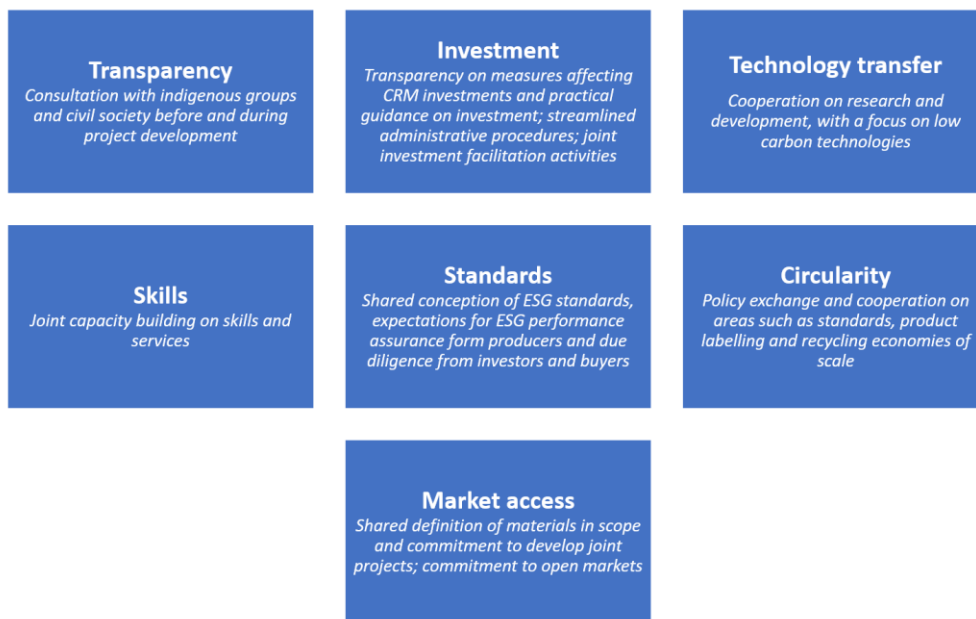 Transparency
Consultation with indigenous groups
and civil society before and during
project development
Investment
Transparency on measures affecting
CRM investments and practical
guidance on investment; streamlined
administrative procedures; joint
investment facilitation activities
Technology transfer
Cooperation on research and
development, with a focus on low
carbon technologies
Skills
Joint capacity building on skills and
services
Standards
Shared conception of ESG standards,
expectations for ESG performance
assurance form producers and due
diligence from investors and buyers
Circularity
Policy exchange and cooperation on
areas such as standards, product
labelling and recycling economies of
scale
Market access
Shared definition of materials in scope
and commitment to develop joint
projects; commitment to open markets